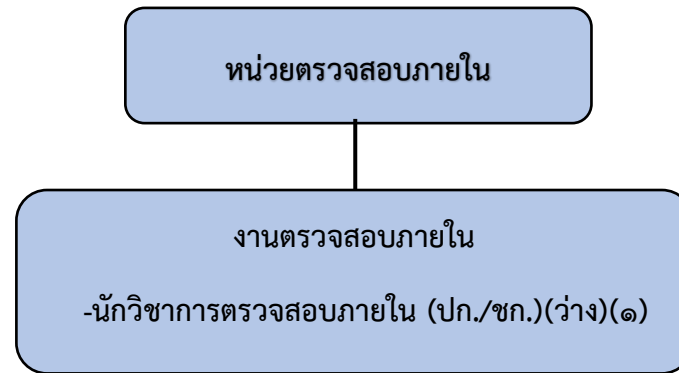 หน่วยตรวจสอบภายใน
งานตรวจสอบภายใน
-นักวิชาการตรวจสอบภายใน (ปก./ชก.)(ว่าง)(๑)